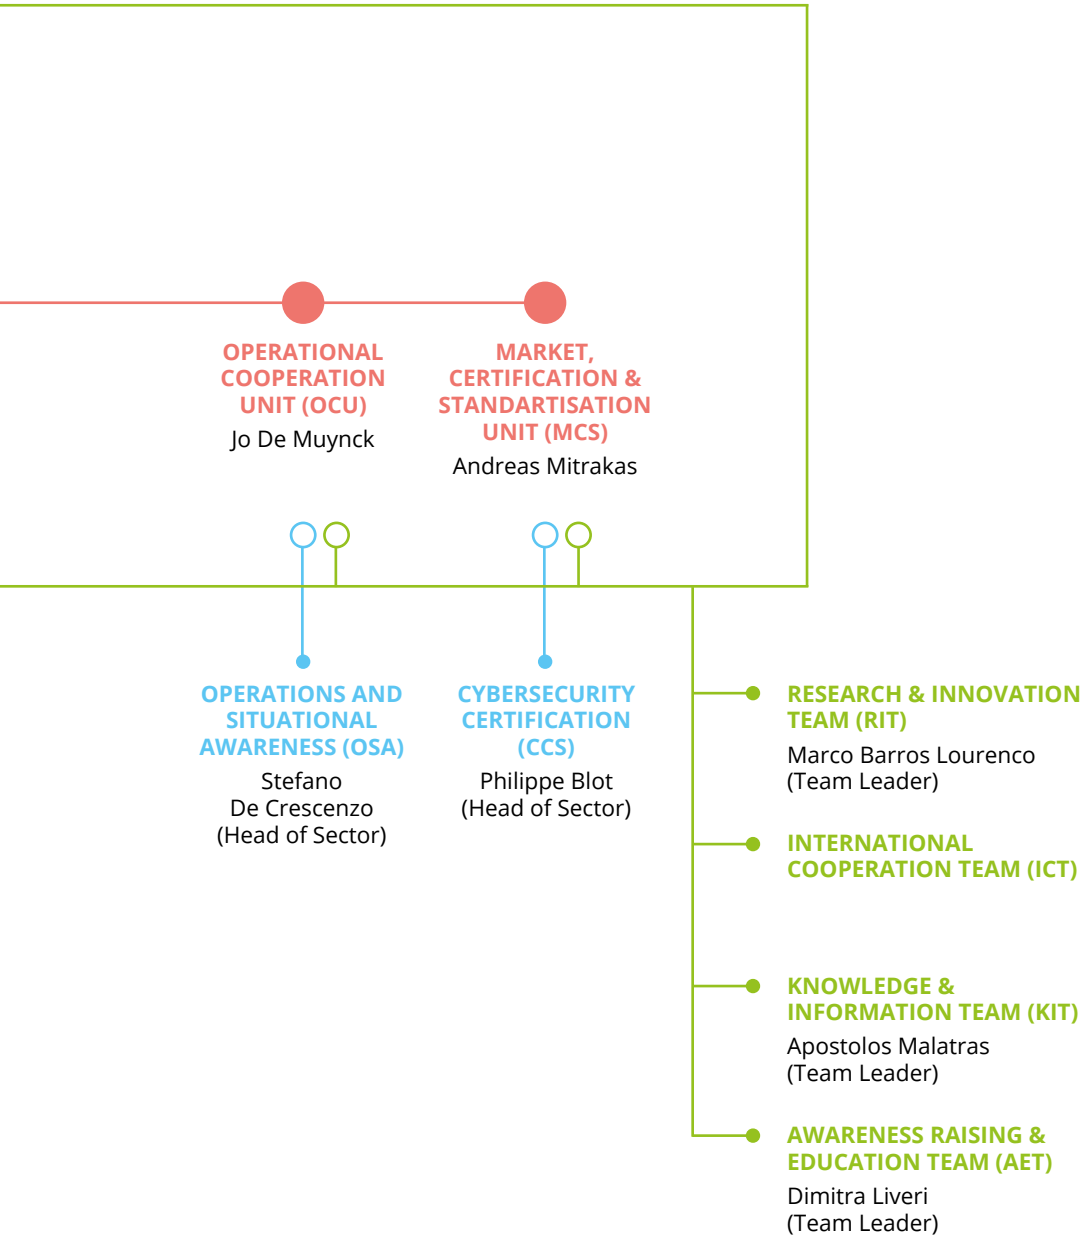 OPERATIONAL
COOPERATION
UNIT (OCU)
Jo De Muynck
MARKET,
CERTIFICATION &
STANDARTISATION
UNIT (MCS)
Andreas Mitrakas
OPERATIONS AND
SITUATIONAL
AWARENESS (OSA)
Stefano
De Crescenzo
(Head of Sector)
CYBERSECURITY
CERTIFICATION
(CCS)
Philippe Blot
(Head of Sector)
RESEARCH & INNOVATION
TEAM (RIT)
Marco Barros Lourenco
(Team Leader)
INTERNATIONAL
COOPERATION TEAM (ICT)
KNOWLEDGE &
INFORMATION TEAM (KIT)
Apostolos Malatras
(Team Leader)
AWARENESS RAISING &
EDUCATION TEAM (AET)
Dimitra Liveri
(Team Leader)